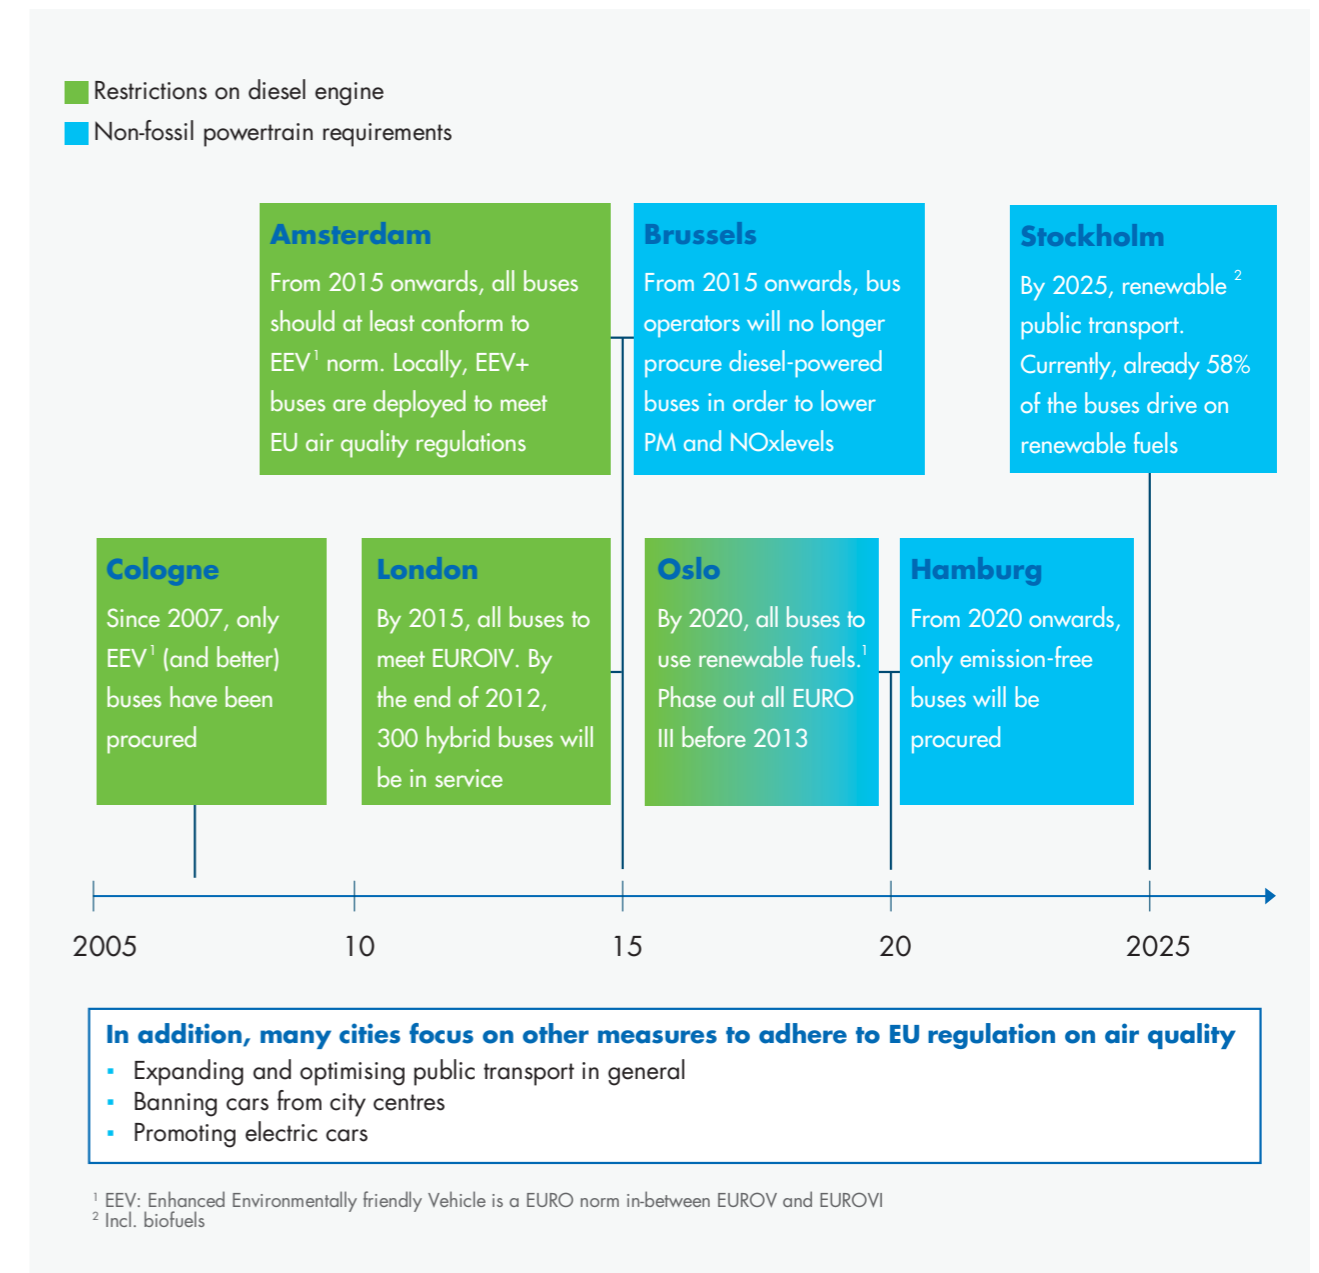 Restrictions on diesel engine
Non-fossil powertrain requirements
Amsterdam
From 2015 onwards, all buses
should at least conform to
EEV¹ norm. Locally, EEV+
buses are deployed to meet
EU air quality regulations
Brussels
From 2015 onwards, bus
operators will no longer
procure diesel-powered
buses in order to lower
PM and NOxlevels
Stockholm
By 2025, renewable ²
public transport.
Currently, already 58%
of the buses drive on
renewable fuels
Cologne
Since 2007, only
EEV¹ (and better)
buses have been
procured
London
By 2015, all buses to
meet EUROIV. By
the end of 2012,
300 hybrid buses will
be in service
Oslo
By 2020, all buses to
use renewable fuels.¹
Phase out all EURO
III before 2013
Hamburg
From 2020 onwards,
only emission-free
buses will be
procured
2005 10 15 20 2025
In addition, many cities focus on other measures to adhere to EU regulation on air quality
▪ Expanding and optimising public transport in general
▪ Banning cars from city centres
▪ Promoting electric cars
¹ EEV: Enhanced Environmentally friendly Vehicle is a EURO norm in-between EUROV and EUROVI
² Incl. biofuels